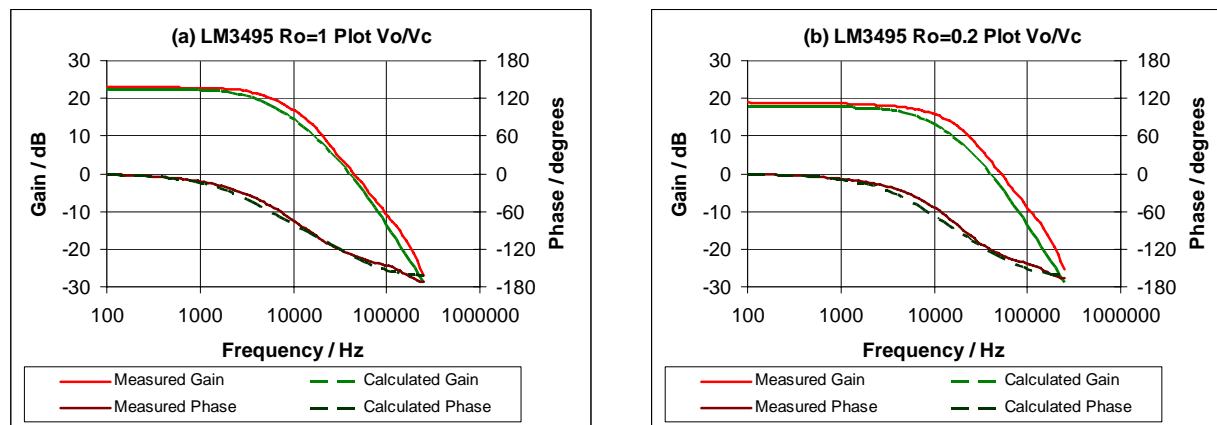 (a) LM3495 Ro=1 Plot Vo/Vc
30
20
10
0
-10
-20
-30
180
120
60
0
-60
-120
-180
Gain / dB
Phase / degrees
100 1000 10000 100000 1000000
Frequency / Hz
Measured Gain Calculated Gain
Measured Phase Calculated Phase
(b) LM3495 Ro=0.2 Plot Vo/Vc
30
20
10
0
-10
-20
-30
180
120
60
0
-60
-120
-180
Gain / dB
Phase / degrees
100 1000 10000 100000 1000000
Frequency / Hz
Measured Gain Calculated Gain
Measured Phase Calculated Phase